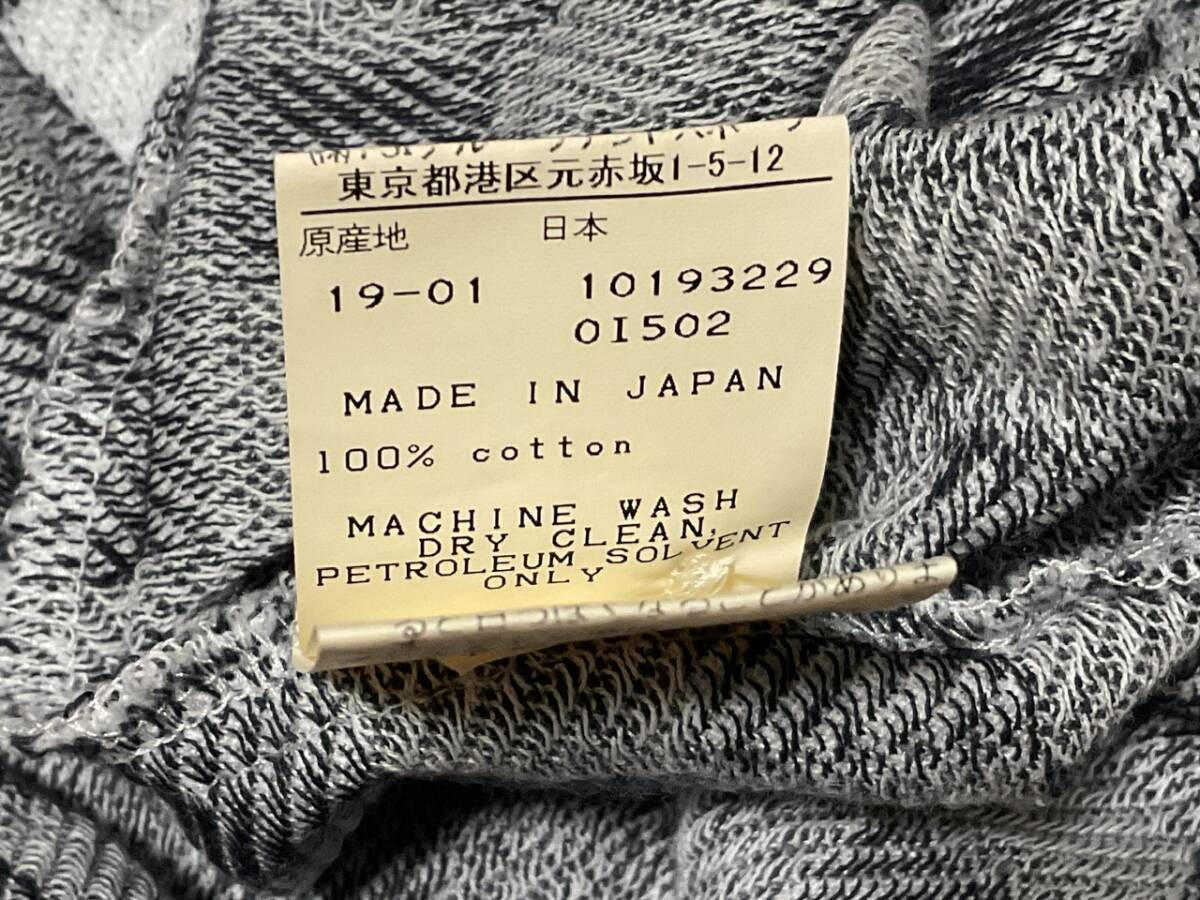 東京都港区元赤坂1-5-12
原産地 日本
19-01 10193229
01502
MADE IN JAPAN
100% cotton
MACHINE WASH
DRY CLEAN,
PETROLEUM SOLVENT
ONLY